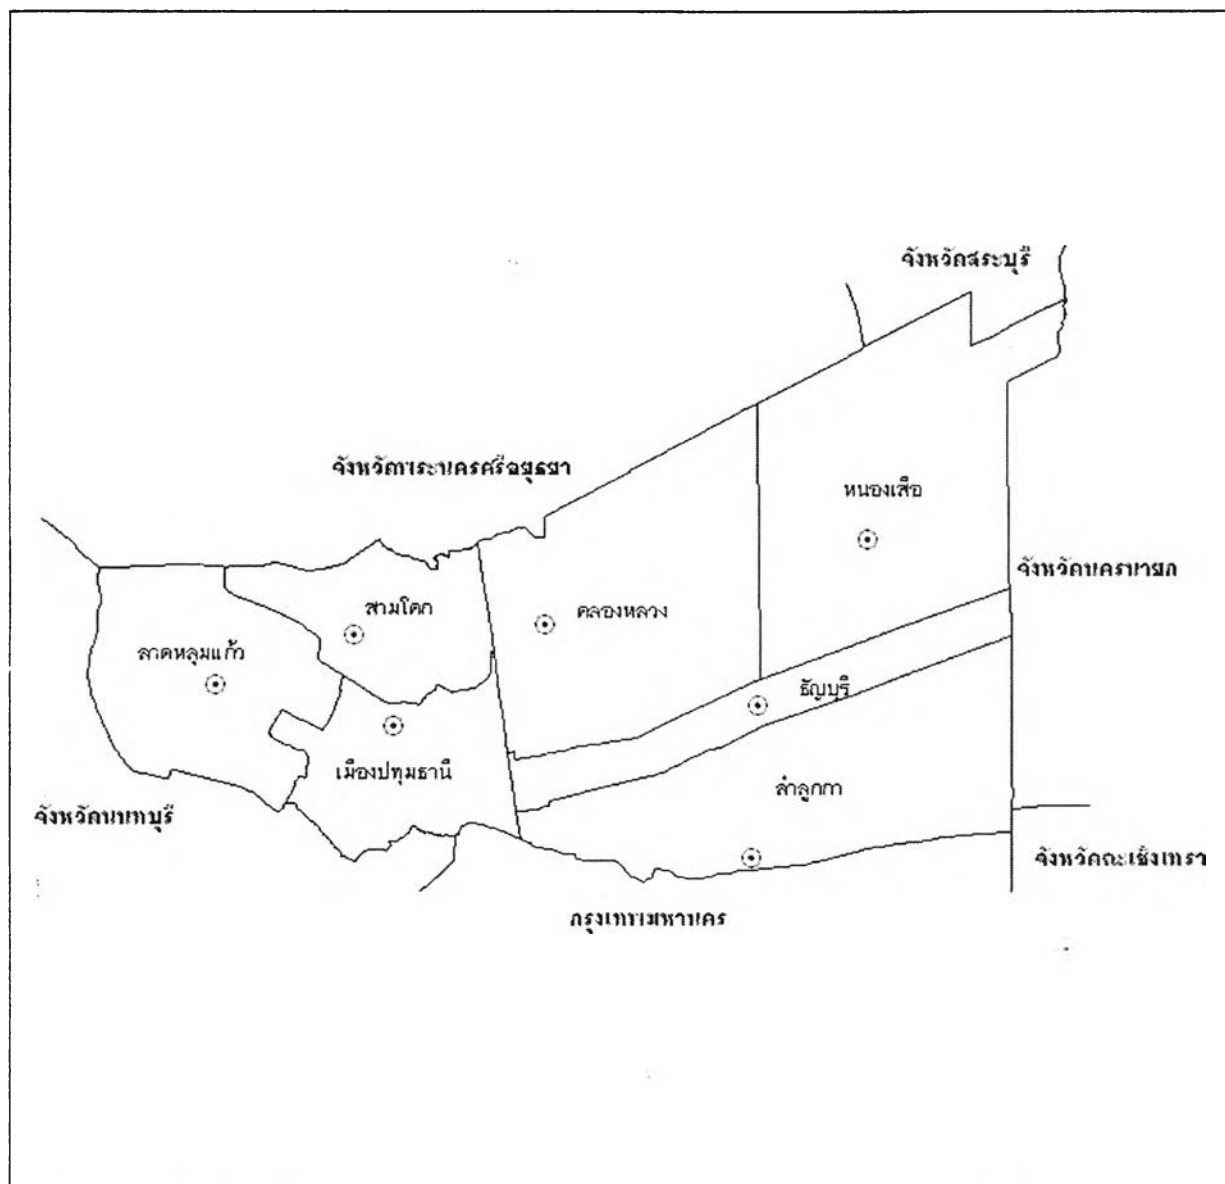 จังหวัดสระบุรี
จังหวัดพระนครศรีอยุธยา
หนองเสือ
จังหวัดนครนายก
สามโคก
คลองหลวง
ลาดหลุมแก้ว
ธัญบุรี
เมืองปทุมธานี
ลำลูกกา
จังหวัดนนทบุรี
จังหวัดฉะเชิงเทรา
กรุงเทพมหานคร